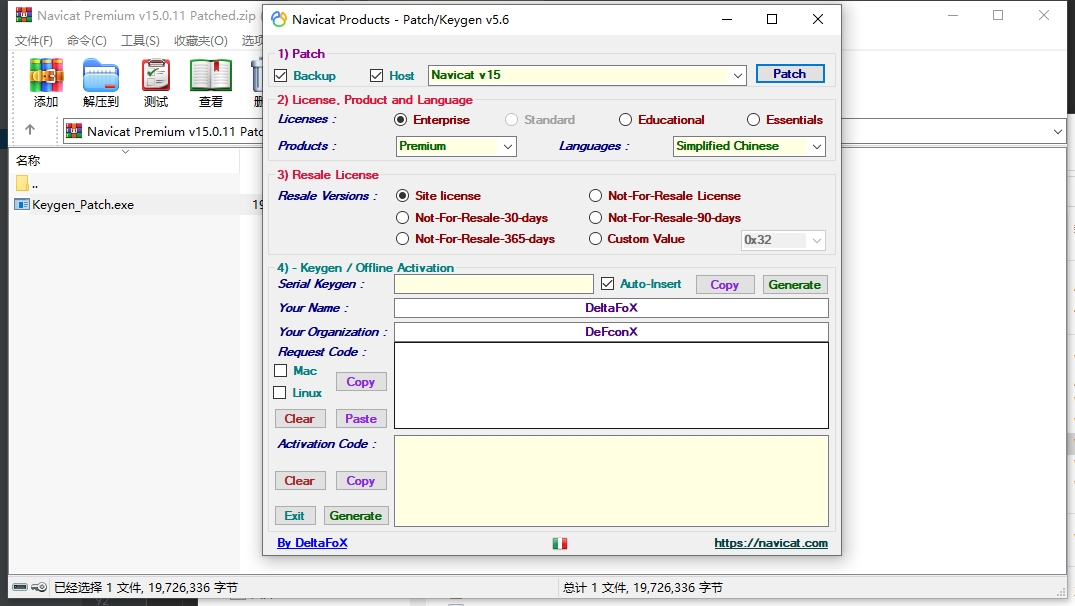 Navicat Premium v15.0.11 Patched.zip
Navicat Products - Patch/Keygen v5.6
文件(F) 命令(C) 工具(S) 收藏夹(O) 选项
1) Patch
Backup Host Navicat v15 Patch
添加 解压到 测试 查看
2) License, Product and Language
Licenses : Enterprise Standard Educational Essentials
Navicat Premium v15.0.11
Products : Premium Languages : Simplified Chinese
名称
3) Resale License
..
Resale Versions : Site license Not-For-Resale License
Keygen_Patch.exe 19
Not-For-Resale-30-days Not-For-Resale-90-days
Not-For-Resale-365-days Custom Value 0x32
4) - Keygen / Offline Activation
Serial Keygen : Auto-Insert Copy Generate
Your Name : DeltaFoX
Your Organization : DeFconX
Request Code :
Mac
Copy
Linux
Clear Paste
Activation Code :
Clear Copy
Exit Generate
By DeltaFoX https://navicat.com
已经选择 1 文件, 19,726,336 字节 总计 1 文件, 19,726,336 字节